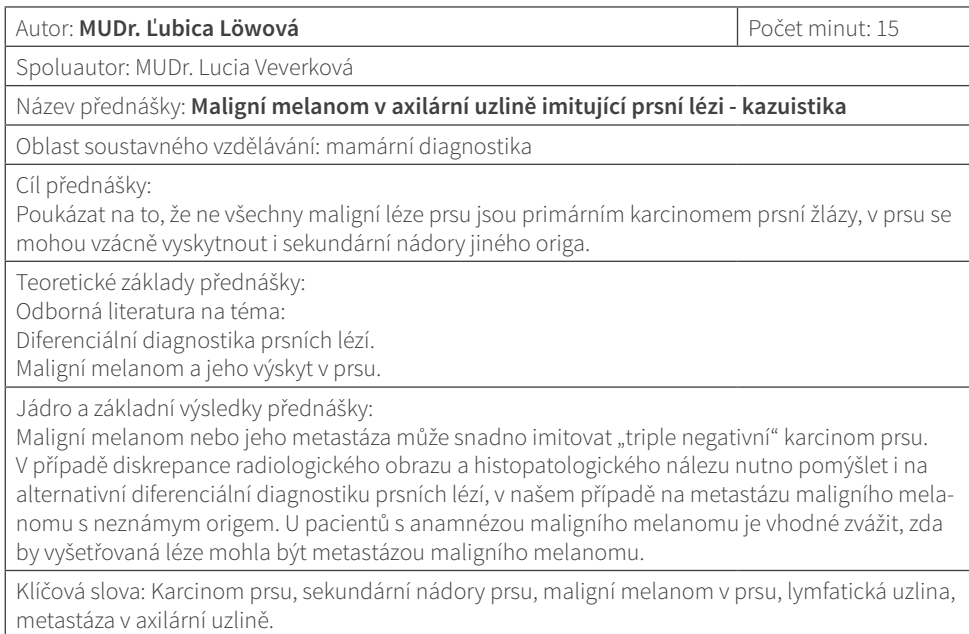 Autor: MUDr. Ľubica Löwová Počet minut: 15
Spoluautor: MUDr. Lucia Veverková
Název přednášky: Maligní melanom v axilární uzlině imitující prsní lézi - kazuistika
Oblast soustavného vzdělávání: mamární diagnostika
Cíl přednášky:
Poukázat na to, že ne všechny maligní léze prsu jsou primárním karcinomem prsní žlázy, v prsu se
mohou vzácně vyskytnout i sekundární nádory jiného origa.
Teoretické základy přednášky:
Odborná literatura na téma:
Diferenciální diagnostika prsních lézí.
Maligní melanom a jeho výskyt v prsu.
Jádro a základní výsledky přednášky:
Maligní melanom nebo jeho metastáza může snadno imitovat „triple negativní“ karcinom prsu.
V případě diskrepance radiologického obrazu a histopatologického nálezu nutno pomýšlet i na
alternativní diferenciální diagnostiku prsních lézí, v našem případě na metastázu maligního mela-
nomu s neznámym origem. U pacientů s anamnézou maligního melanomu je vhodné zvážit, zda
by vyšetřovaná léze mohla být metastázou maligního melanomu.
Klíčová slova: Karcinom prsu, sekundární nádory prsu, maligní melanom v prsu, lymfatická uzlina,
metastáza v axilární uzlině.